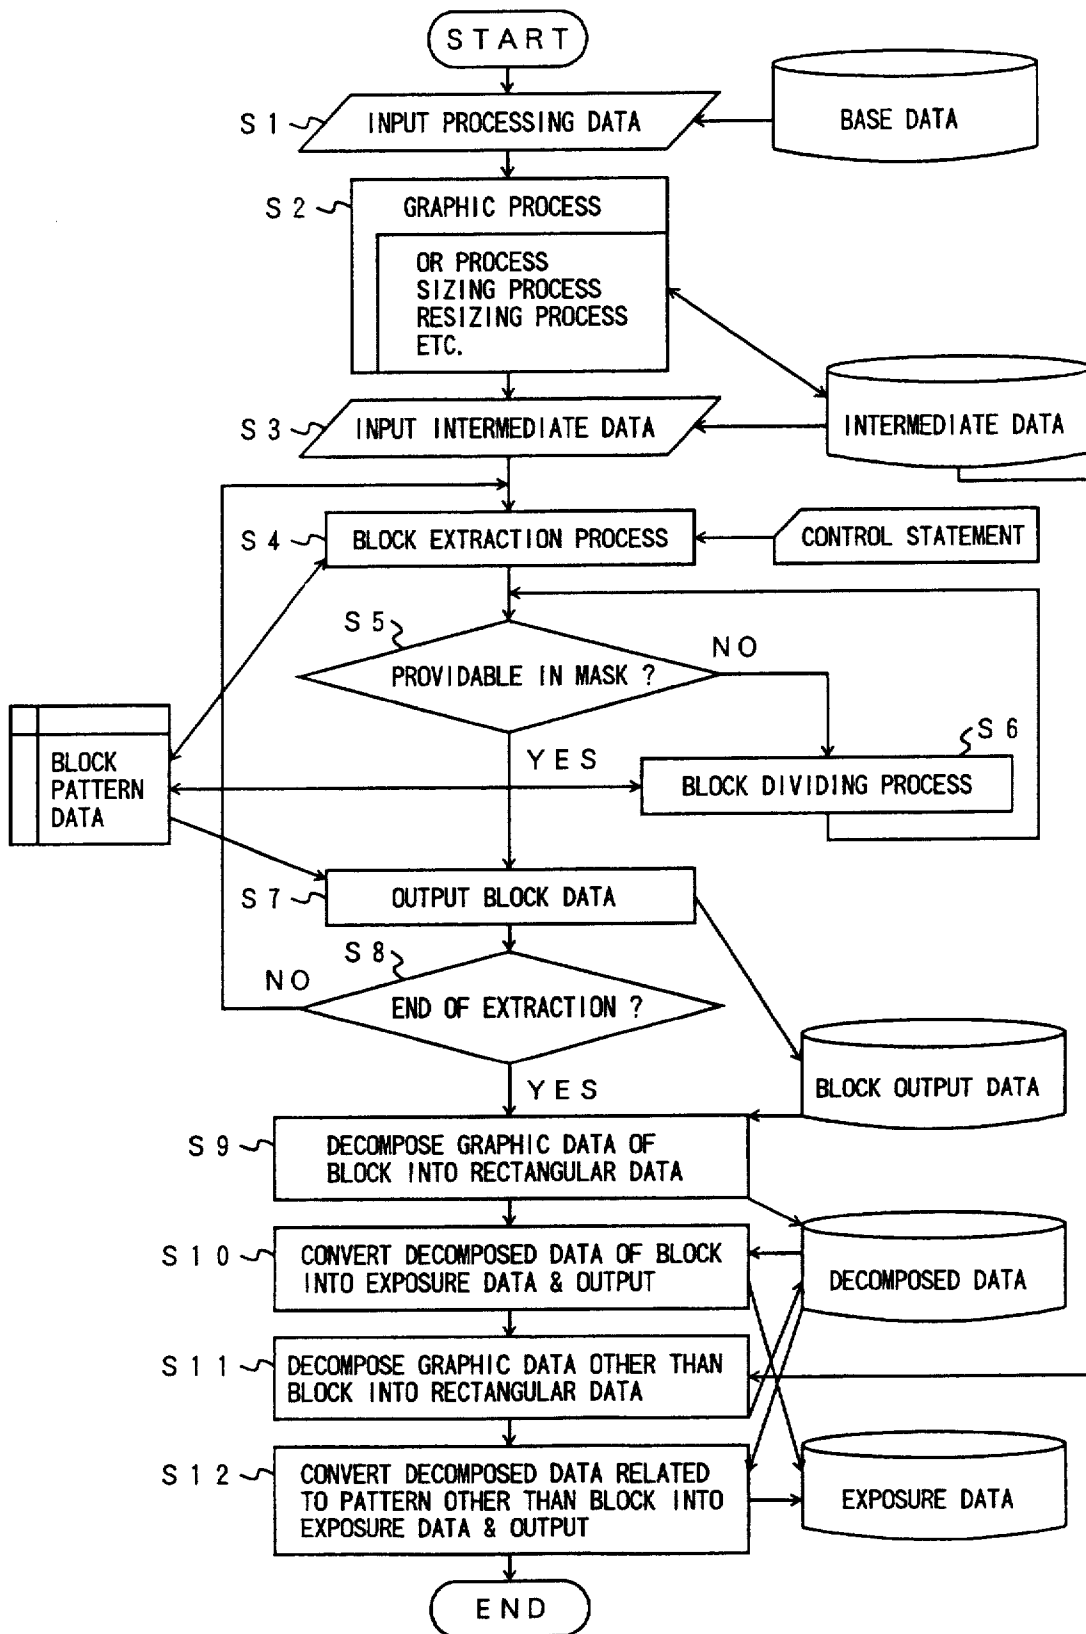 START
S1
INPUT PROCESSING DATA
BASE DATA
S2
GRAPHIC PROCESS
OR PROCESS
SIZING PROCESS
RESIZING PROCESS
ETC.
S3
INPUT INTERMEDIATE DATA
INTERMEDIATE DATA
S4
BLOCK EXTRACTION PROCESS
CONTROL STATEMENT
S5
PROVIDABLE IN MASK ?
NO
YES
S6
BLOCK DIVIDING PROCESS
BLOCK
PATTERN
DATA
S7
OUTPUT BLOCK DATA
S8
END OF EXTRACTION ?
NO
YES
BLOCK OUTPUT DATA
S9
DECOMPOSE GRAPHIC DATA OF
BLOCK INTO RECTANGULAR DATA
S10
CONVERT DECOMPOSED DATA OF BLOCK
INTO EXPOSURE DATA & OUTPUT
DECOMPOSED DATA
S11
DECOMPOSE GRAPHIC DATA OTHER THAN
BLOCK INTO RECTANGULAR DATA
S12
CONVERT DECOMPOSED DATA RELATED
TO PATTERN OTHER THAN BLOCK INTO
EXPOSURE DATA & OUTPUT
EXPOSURE DATA
END